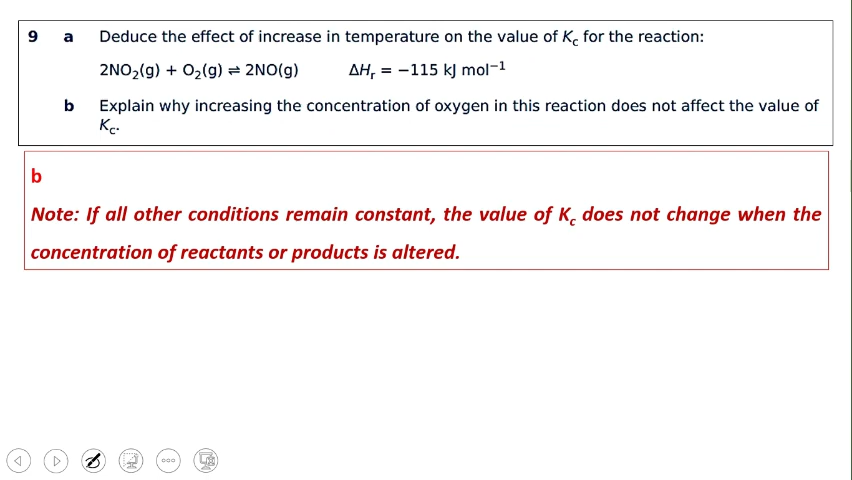 9 a Deduce the effect of increase in temperature on the value of Kc for the reaction:
2NO₂(g) + O₂(g) ⇌ 2NO(g) ΔHr = −115 kJ mol⁻¹
b Explain why increasing the concentration of oxygen in this reaction does not affect the value of
Kc.
b
Note: If all other conditions remain constant, the value of Kc does not change when the
concentration of reactants or products is altered.